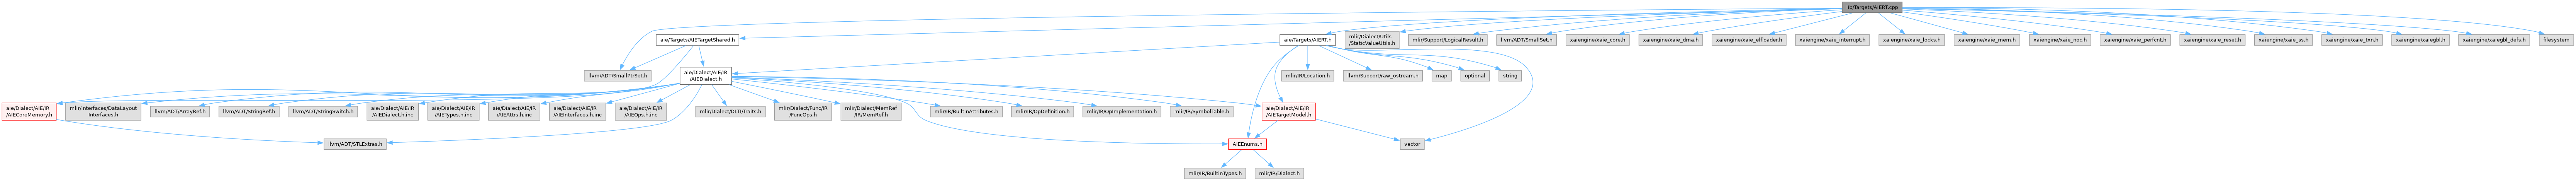 lib/Targets/AIERT.cpp
aie/Targets/AIETargetShared.h
aie/Targets/AIERT.h
mlir/Dialect/Utils
/StaticValueUtils.h
mlir/Support/LogicalResult.h
llvm/ADT/SmallSet.h
xaiengine/xaie_core.h
xaiengine/xaie_dma.h
xaiengine/xaie_elfloader.h
xaiengine/xaie_interrupt.h
xaiengine/xaie_locks.h
xaiengine/xaie_mem.h
xaiengine/xaie_noc.h
xaiengine/xaie_perfcnt.h
xaiengine/xaie_reset.h
xaiengine/xaie_ss.h
xaiengine/xaie_txn.h
xaiengine/xaiegbl.h
xaiengine/xaiegbl_defs.h
filesystem
llvm/ADT/SmallPtrSet.h
aie/Dialect/AIE/IR
/AIEDialect.h
mlir/IR/Location.h
llvm/Support/raw_ostream.h
map
optional
string
aie/Dialect/AIE/IR
/AIECoreMemory.h
mlir/Interfaces/DataLayout
Interfaces.h
llvm/ADT/ArrayRef.h
llvm/ADT/StringRef.h
llvm/ADT/StringSwitch.h
aie/Dialect/AIE/IR
/AIEDialect.h.inc
aie/Dialect/AIE/IR
/AIETypes.h.inc
aie/Dialect/AIE/IR
/AIEAttrs.h.inc
aie/Dialect/AIE/IR
/AIEInterfaces.h.inc
aie/Dialect/AIE/IR
/AIEOps.h.inc
mlir/Dialect/DLTI/Traits.h
mlir/Dialect/Func/IR
/FuncOps.h
mlir/Dialect/MemRef
/IR/MemRef.h
mlir/IR/BuiltinAttributes.h
mlir/IR/OpDefinition.h
mlir/IR/OpImplementation.h
mlir/IR/SymbolTable.h
aie/Dialect/AIE/IR
/AIETargetModel.h
llvm/ADT/STLExtras.h
AIEEnums.h
vector
mlir/IR/BuiltinTypes.h
mlir/IR/Dialect.h